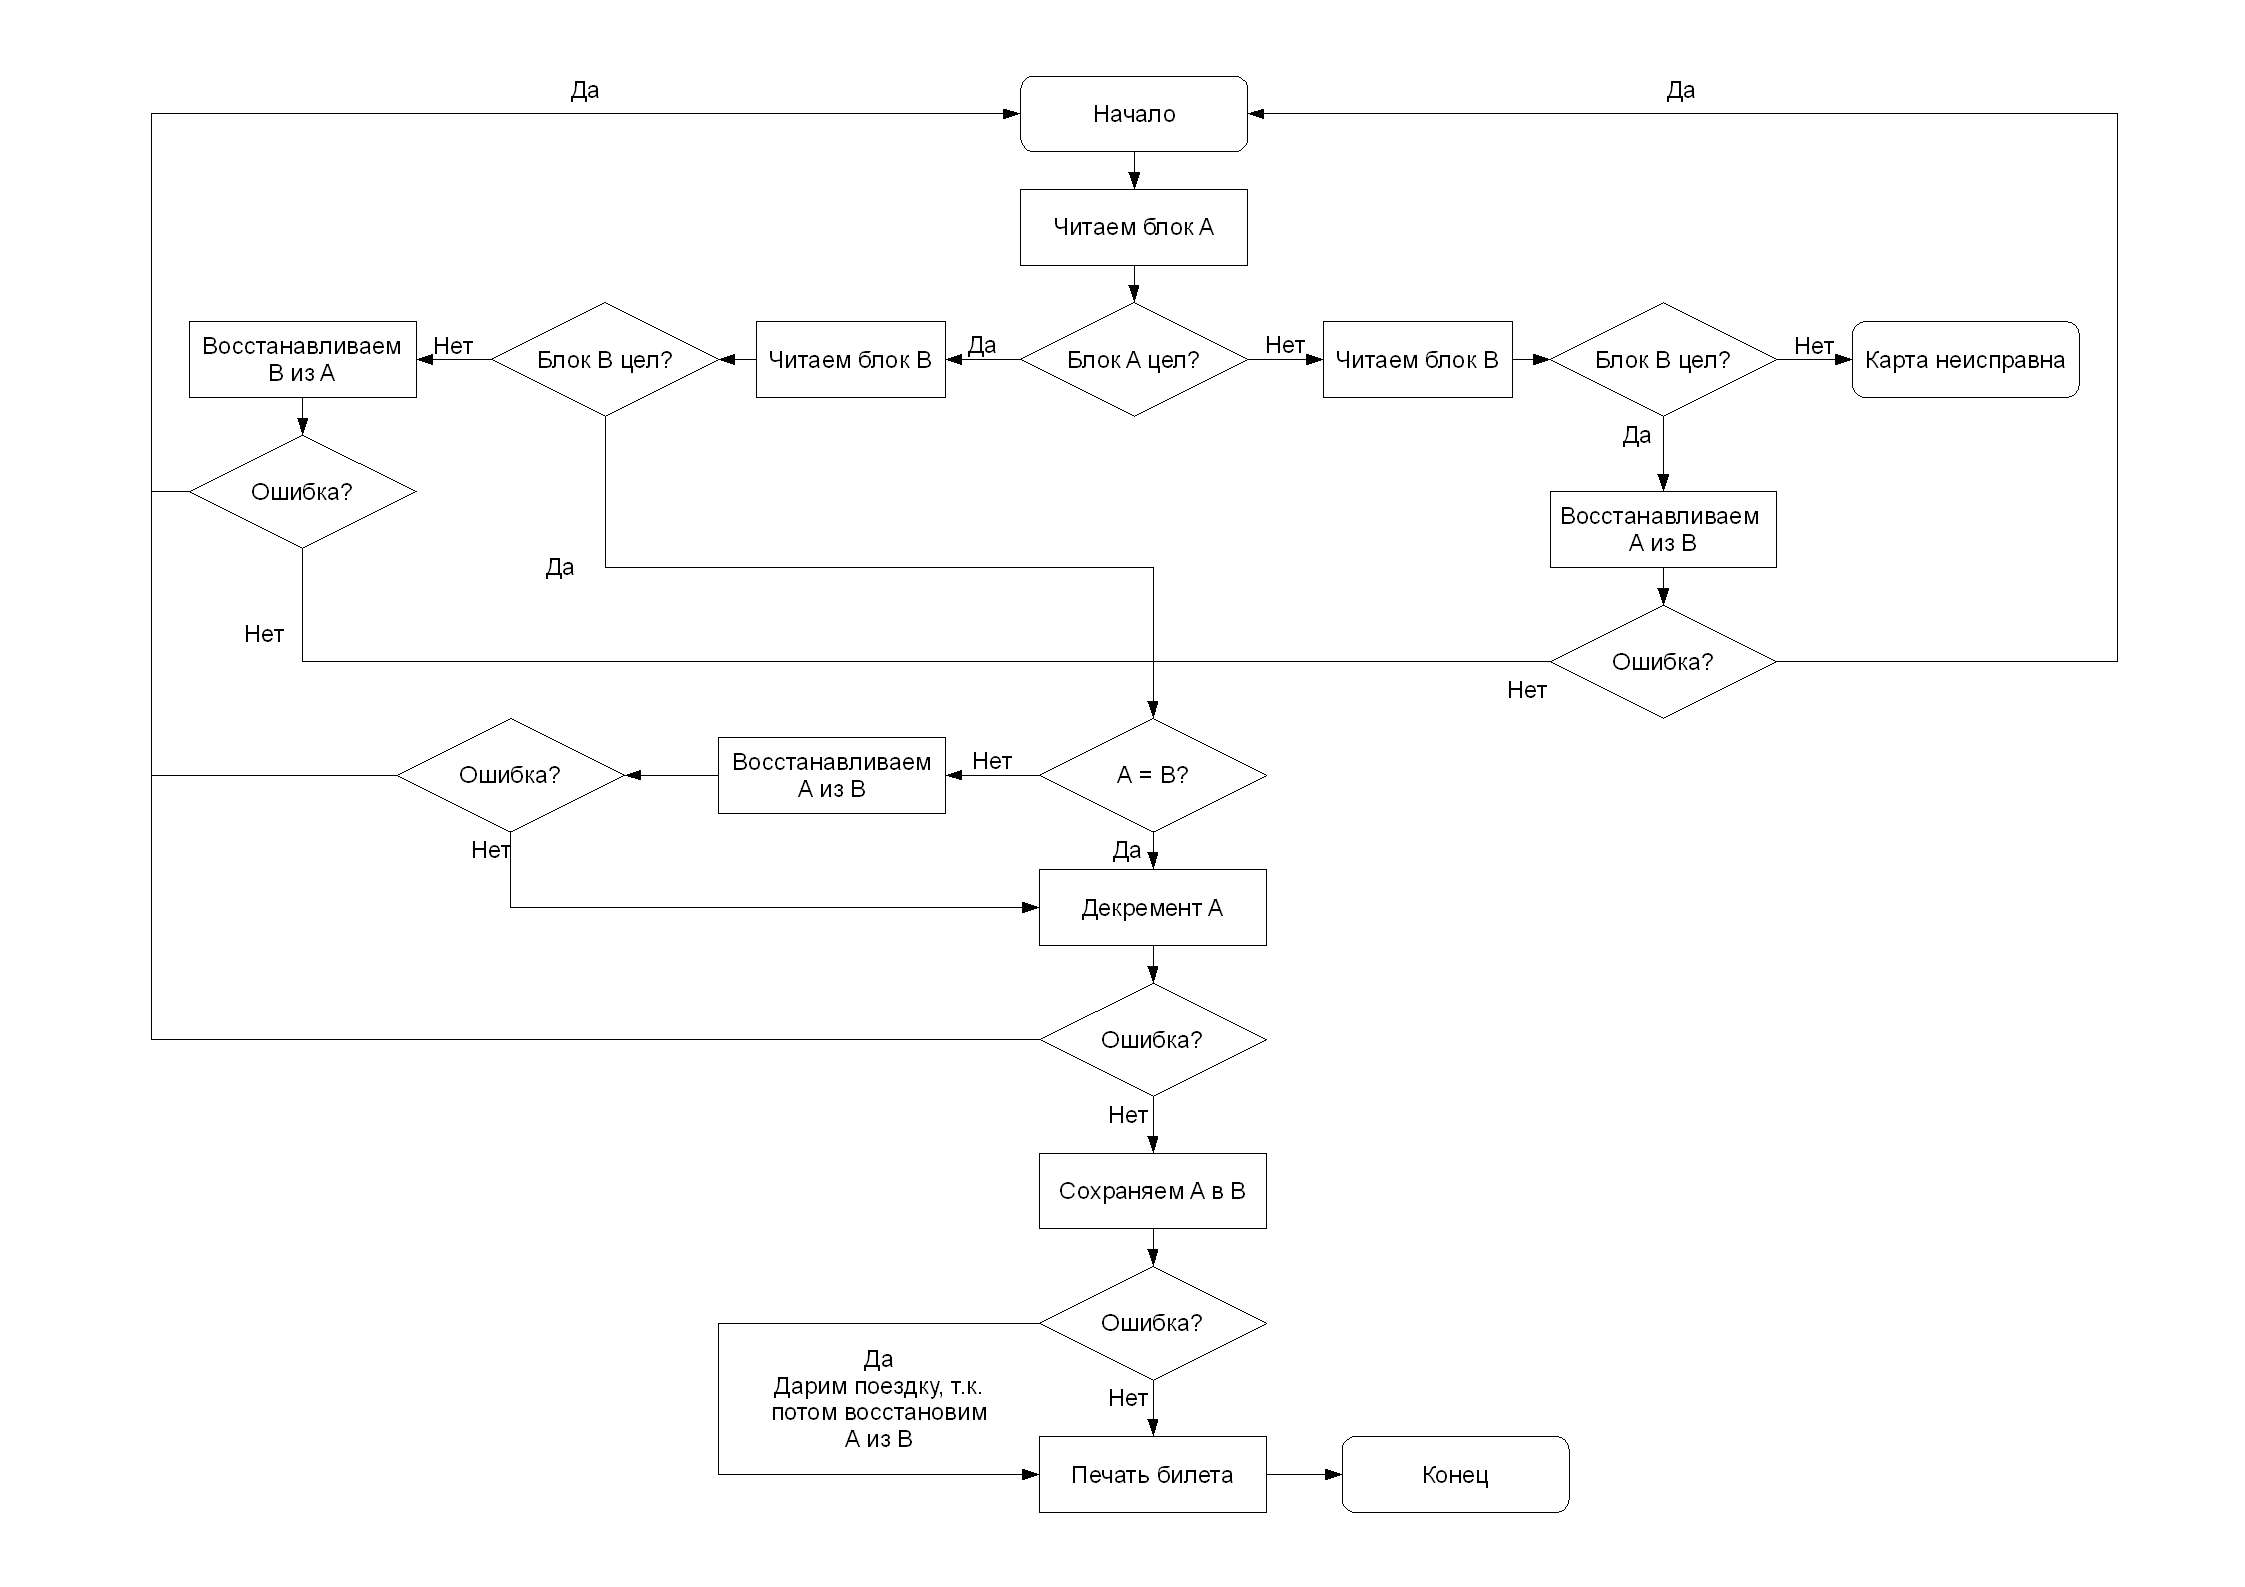 Да
Да
Начало
Читаем блок А
Восстанавливаем
В из А
Нет
Блок В цел?
Читаем блок В
Да
Блок А цел?
Нет
Читаем блок В
Блок В цел?
Нет
Карта неисправна
Да
Ошибка?
Восстанавливаем
А из В
Да
Нет
Ошибка?
Нет
Ошибка?
Восстанавливаем
А из В
Нет
А = В?
Нет
Да
Декремент А
Ошибка?
Нет
Сохраняем А в В
Ошибка?
Да
Дарим поездку, т.к.
потом восстановим
А из В
Нет
Печать билета
Конец